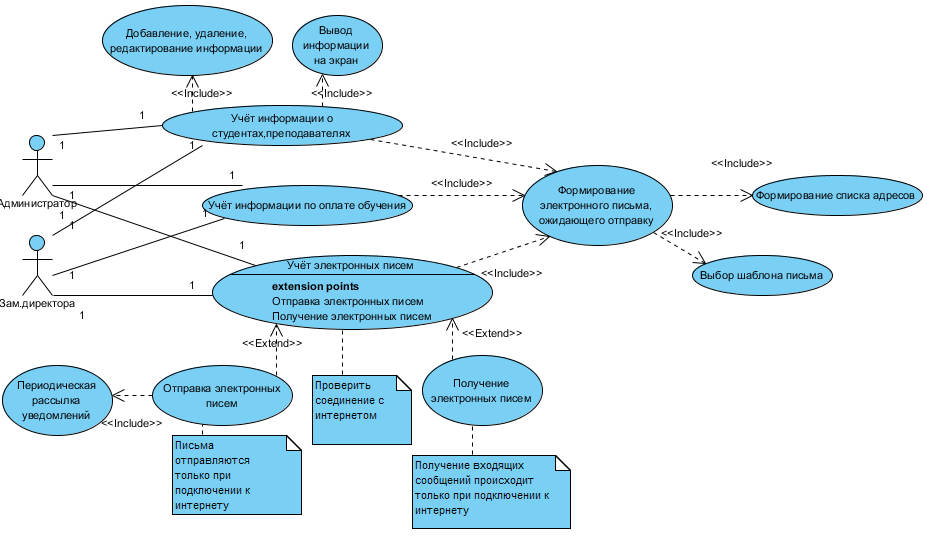 Добавление, удаление,
редактирование информации
Вывод
информации
на экран
<<Include>>
<<Include>>
Учёт информации о
студентах,преподавателях
1
1
1
<<Include>>
Администратор
1
1
1
1
Учёт информации по оплате обучения
1
<<Include>>
Формирование
электронного письма,
ожидающего отправку
<<Include>>
Формирование списка адресов
<<Include>>
Выбор шаблона письма
Зам.директора
1
1
1
1
1
Учёт электронных писем
extension points
Отправка электронных писем
Получение электронных писем
<<Include>>
<<Extend>>
<<Extend>>
Периодическая
рассылка
уведомлений
<<Include>>
Отправка электронных
писем
Проверить
соединение с
интернетом
Получение
электронных писем
Письма
отправляются
только при
подключении к
интернету
Получение входящих
сообщений происходит
только при подключении к
интернету